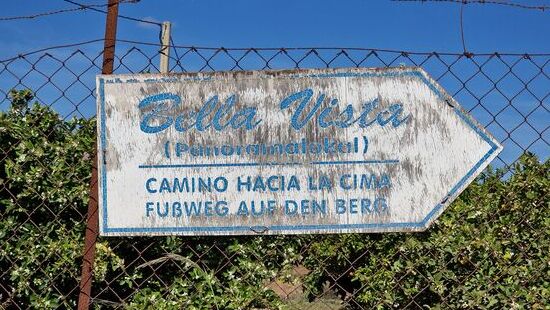 Bella Vista
(Panoramalokal)
CAMINO HACIA LA CIMA
FUßWEG AUF DEN BERG